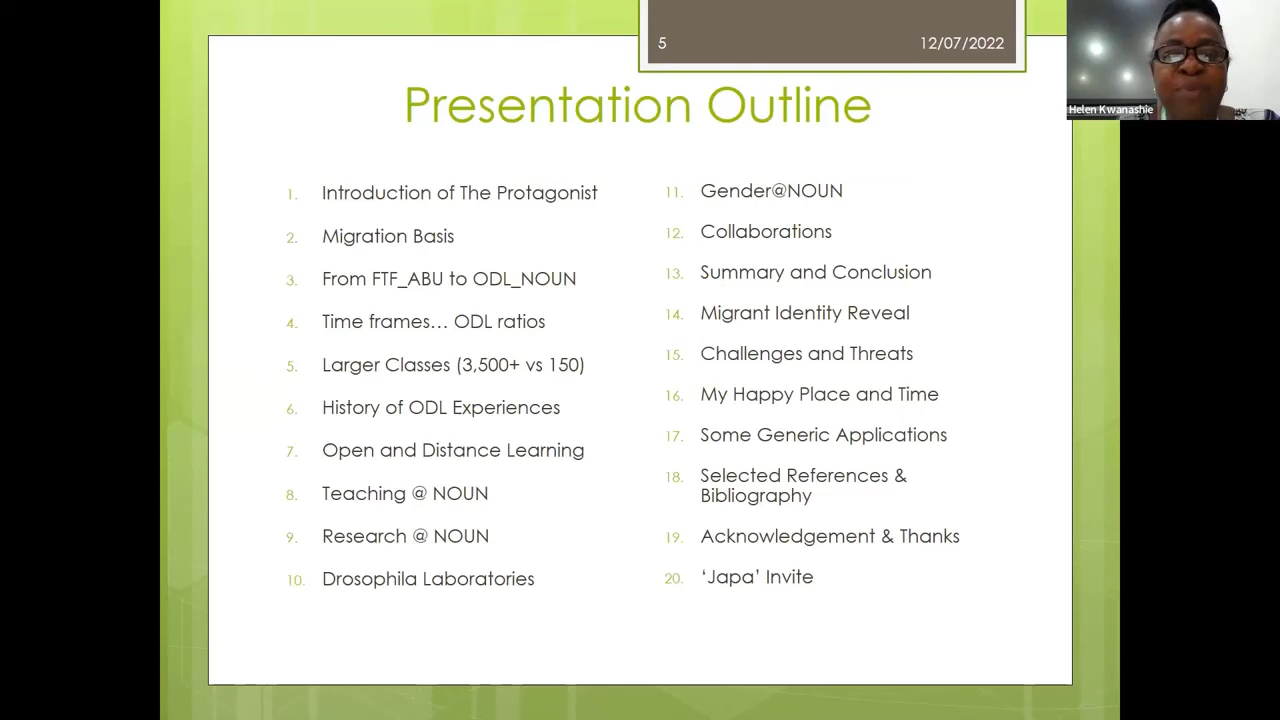 5
12/07/2022
Helen Kwanashie
Presentation Outline
1. Introduction of The Protagonist
2. Migration Basis
3. From FTF_ABU to ODL_NOUN
4. Time frames… ODL ratios
5. Larger Classes (3,500+ vs 150)
6. History of ODL Experiences
7. Open and Distance Learning
8. Teaching @ NOUN
9. Research @ NOUN
10. Drosophila Laboratories
11. Gender@NOUN
12. Collaborations
13. Summary and Conclusion
14. Migrant Identity Reveal
15. Challenges and Threats
16. My Happy Place and Time
17. Some Generic Applications
18. Selected References &
Bibliography
19. Acknowledgement & Thanks
20. ‘Japa’ Invite